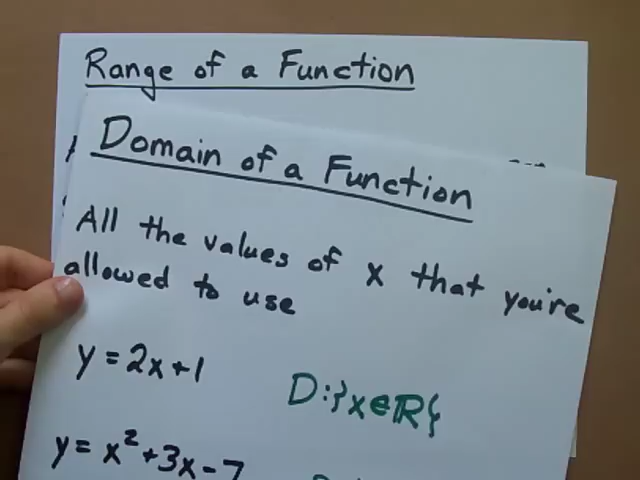 Range of a Function
Domain of a Function
All the values of x that you're
allowed to use
y = 2x + 1
D: }x∈ℝ{
y = x² + 3x - 7